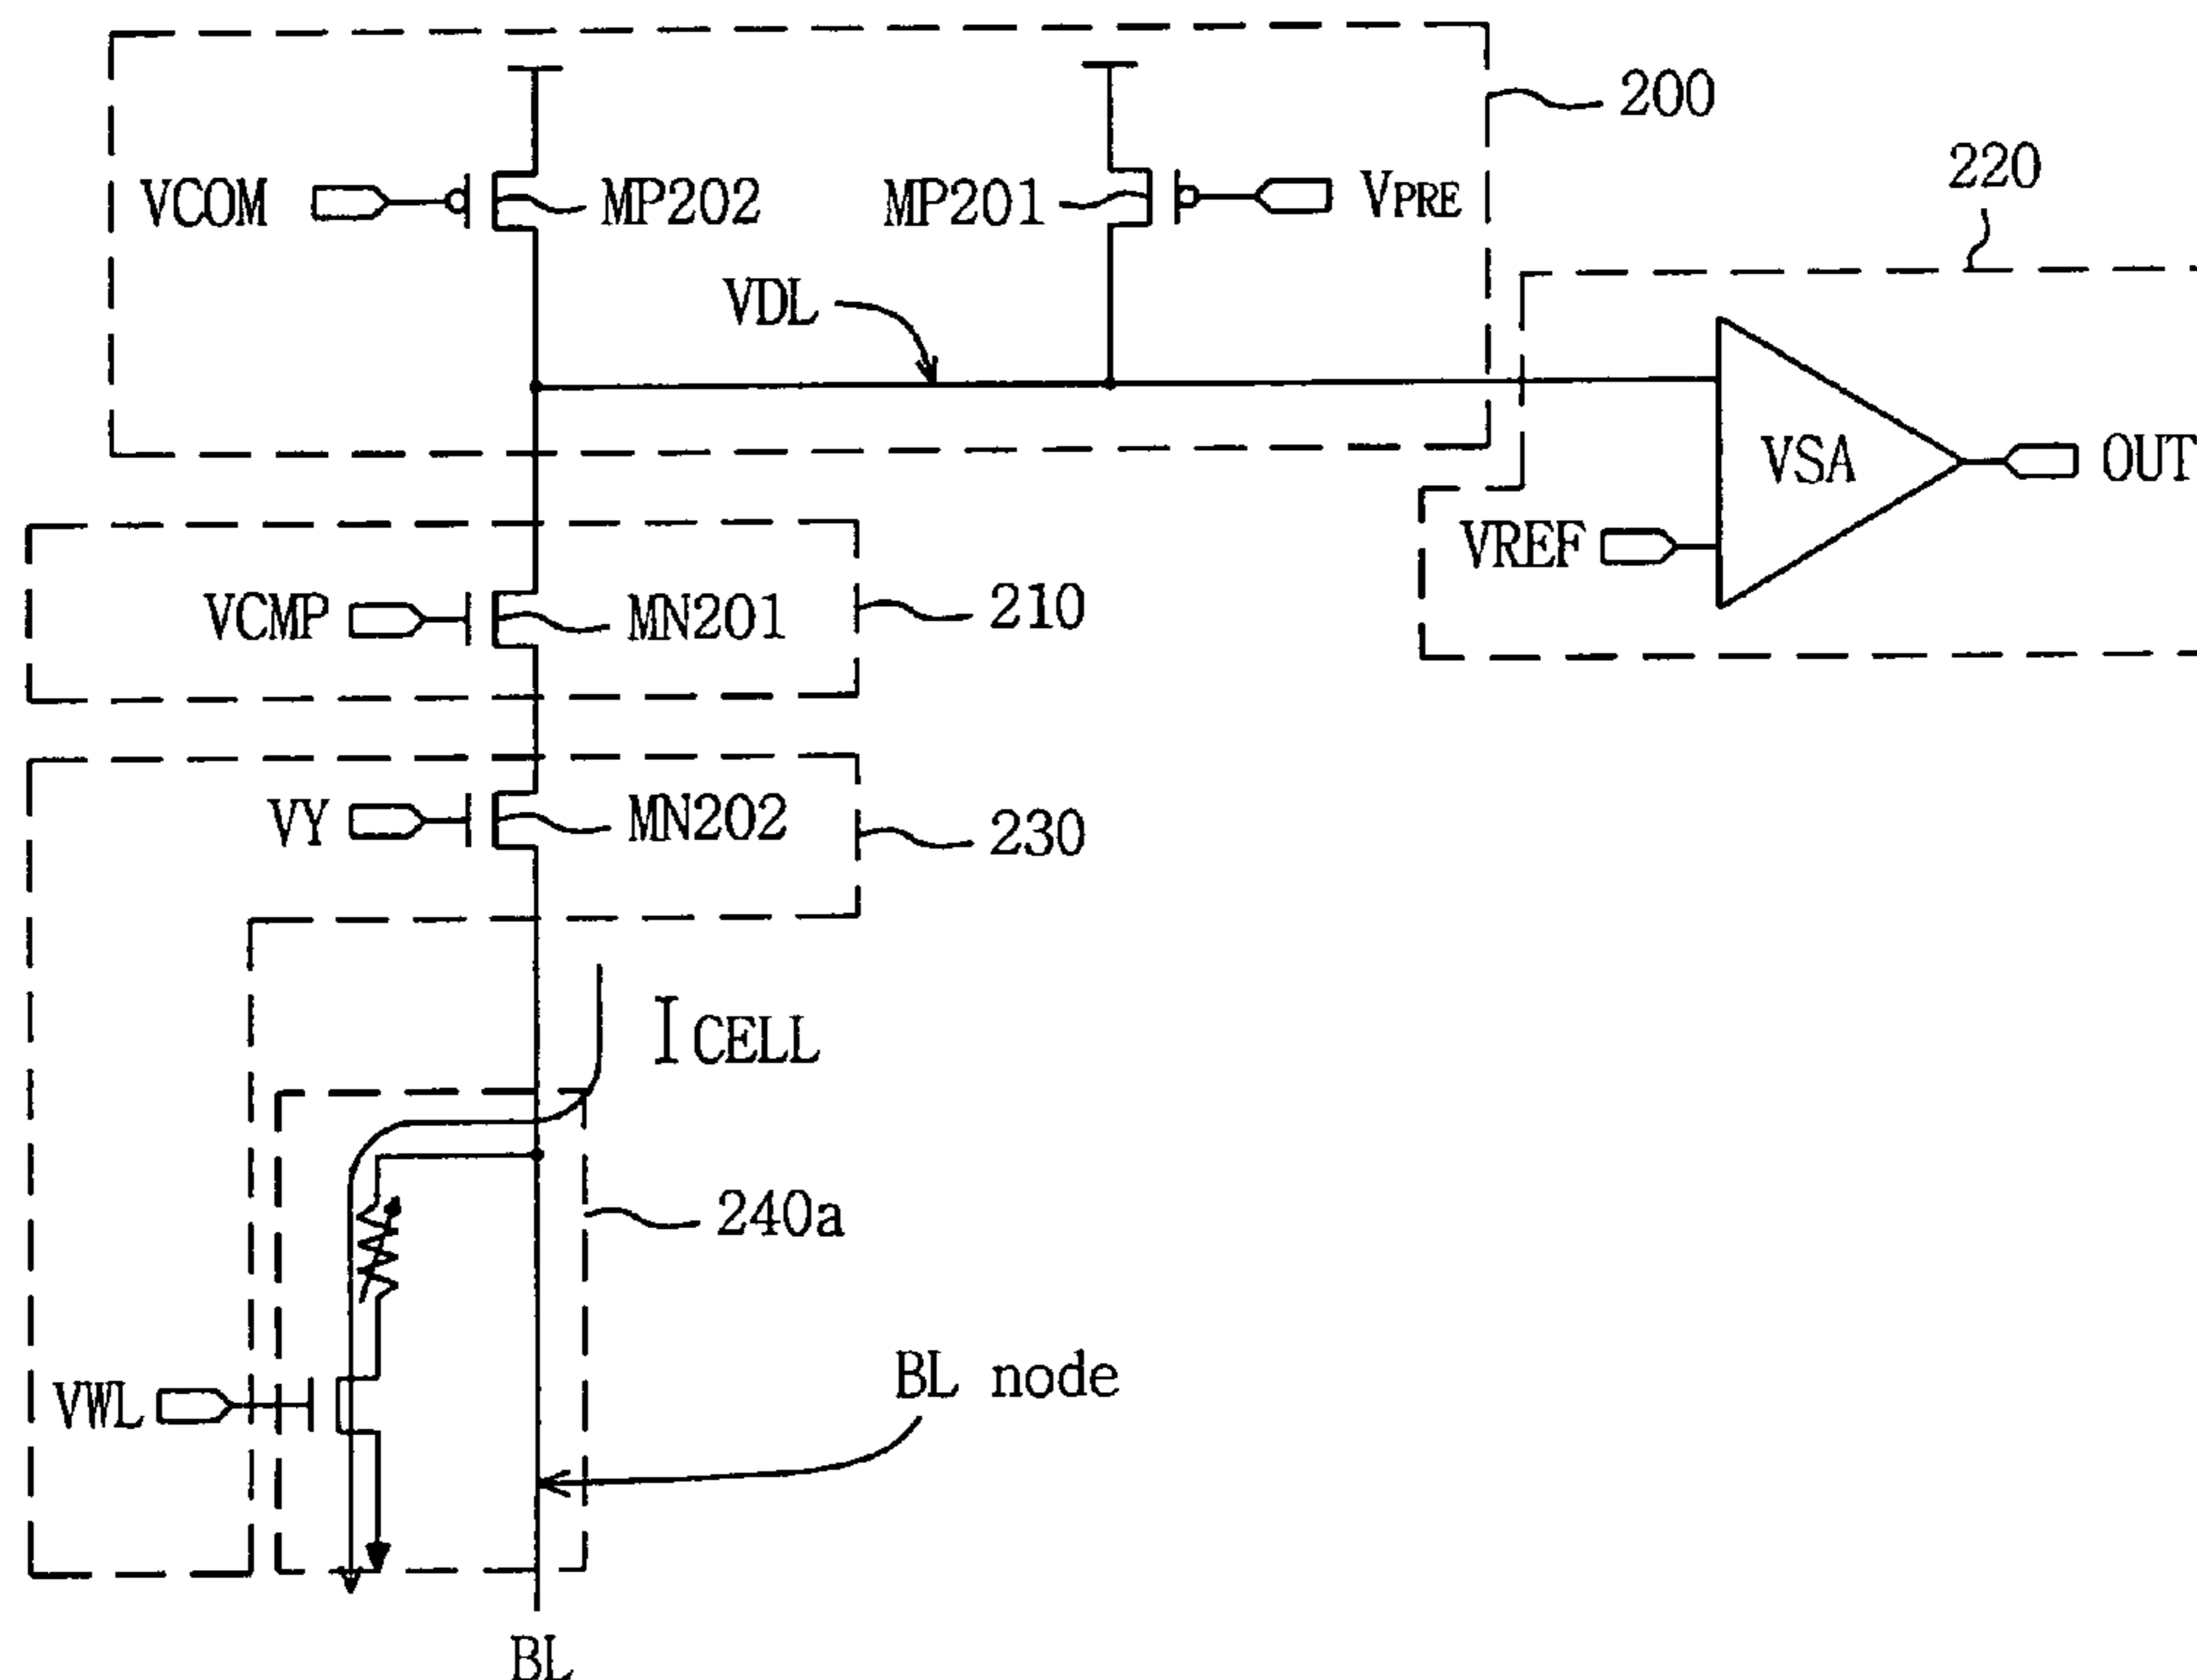 200
220
VCOM
MP202
MP201
VPRE
VDL
VSA
OUT
VREF
VCMP
MN201
210
VY
MN202
230
ICELL
240a
BL node
VWL
BL